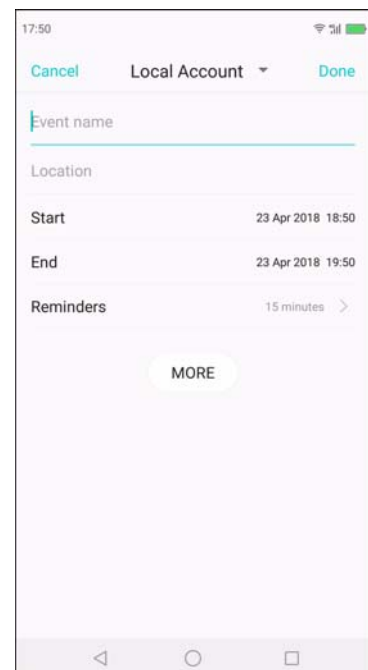 17:50
Cancel Local Account Done
Event name
Location
Start 23 Apr 2018 18:50
End 23 Apr 2018 19:50
Reminders 15 minutes
MORE